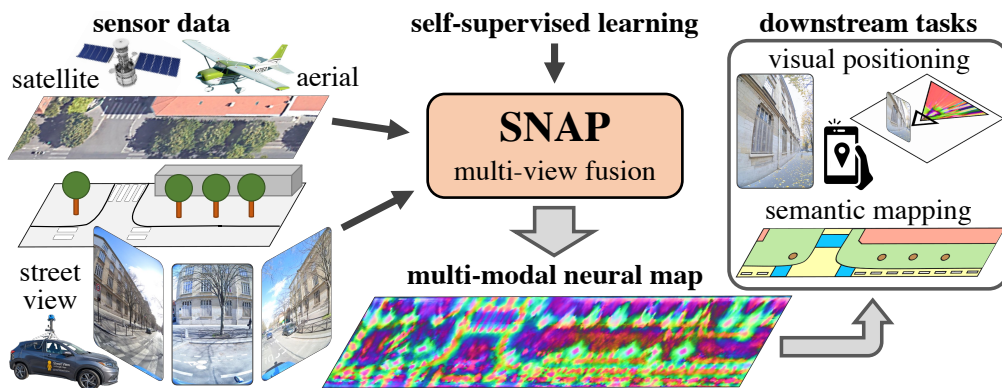 sensor data
satellite
aerial
street
view
self-supervised learning
SNAP
multi-view fusion
multi-modal neural map
downstream tasks
visual positioning
semantic mapping